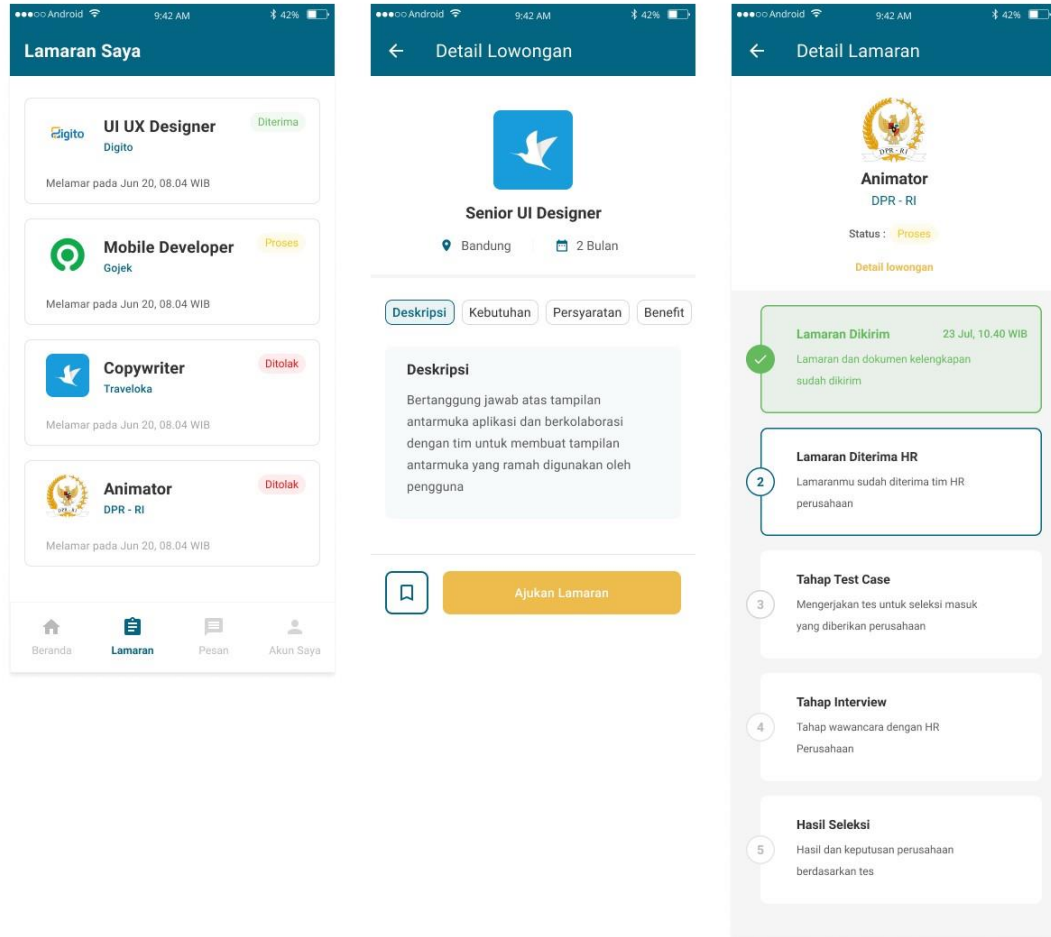 Android 9:42 AM 42%
Lamaran Saya
Digito
UI UX Designer
Diterima
Digito
Melamar pada Jun 20, 08.04 WIB
Mobile Developer
Proses
Gojek
Melamar pada Jun 20, 08.04 WIB
Copywriter
Ditolak
Traveloka
Melamar pada Jun 20, 08.04 WIB
DPR - RI
Animator
Ditolak
DPR - RI
Melamar pada Jun 20, 08.04 WIB
Beranda
Lamaran
Pesan
Akun Saya
Android 9:42 AM 42%
Detail Lowongan
Senior UI Designer
Bandung
2 Bulan
Deskripsi
Kebutuhan
Persyaratan
Benefit
Deskripsi
Bertanggung jawab atas tampilan
antarmuka aplikasi dan berkolaborasi
dengan tim untuk membuat tampilan
antarmuka yang ramah digunakan oleh
pengguna
Ajukan Lamaran
Android 9:42 AM 42%
Detail Lamaran
DPR - RI
Animator
DPR - RI
Status : Proses
Detail lowongan
Lamaran Dikirim
23 Jul, 10.40 WIB
Lamaran dan dokumen kelengkapan
sudah dikirim
2
Lamaran Diterima HR
Lamaranmu sudah diterima tim HR
perusahaan
3
Tahap Test Case
Mengerjakan tes untuk seleksi masuk
yang diberikan perusahaan
4
Tahap Interview
Tahap wawancara dengan HR
Perusahaan
5
Hasil Seleksi
Hasil dan keputusan perusahaan
berdasarkan tes